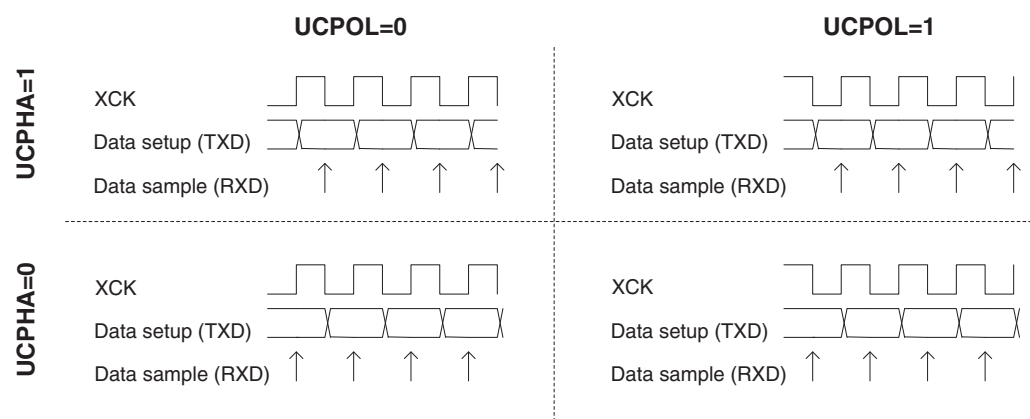 UCPOL=0
UCPOL=1
UCPHA=1
XCK
Data setup (TXD)
Data sample (RXD)
XCK
Data setup (TXD)
Data sample (RXD)
UCPHA=0
XCK
Data setup (TXD)
Data sample (RXD)
XCK
Data setup (TXD)
Data sample (RXD)